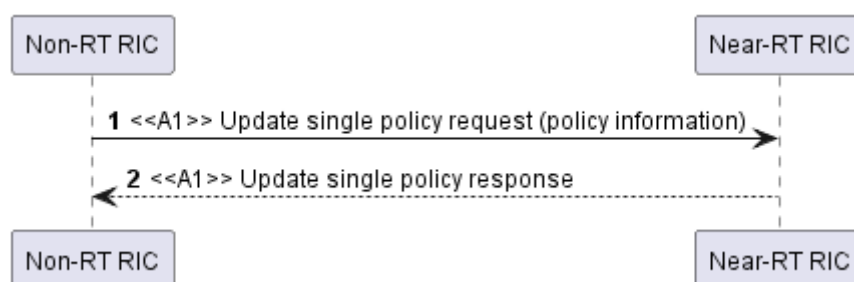 Non-RT RIC
Near-RT RIC
1 <<A1>> Update single policy request (policy information)
2 <<A1>> Update single policy response
Non-RT RIC
Near-RT RIC